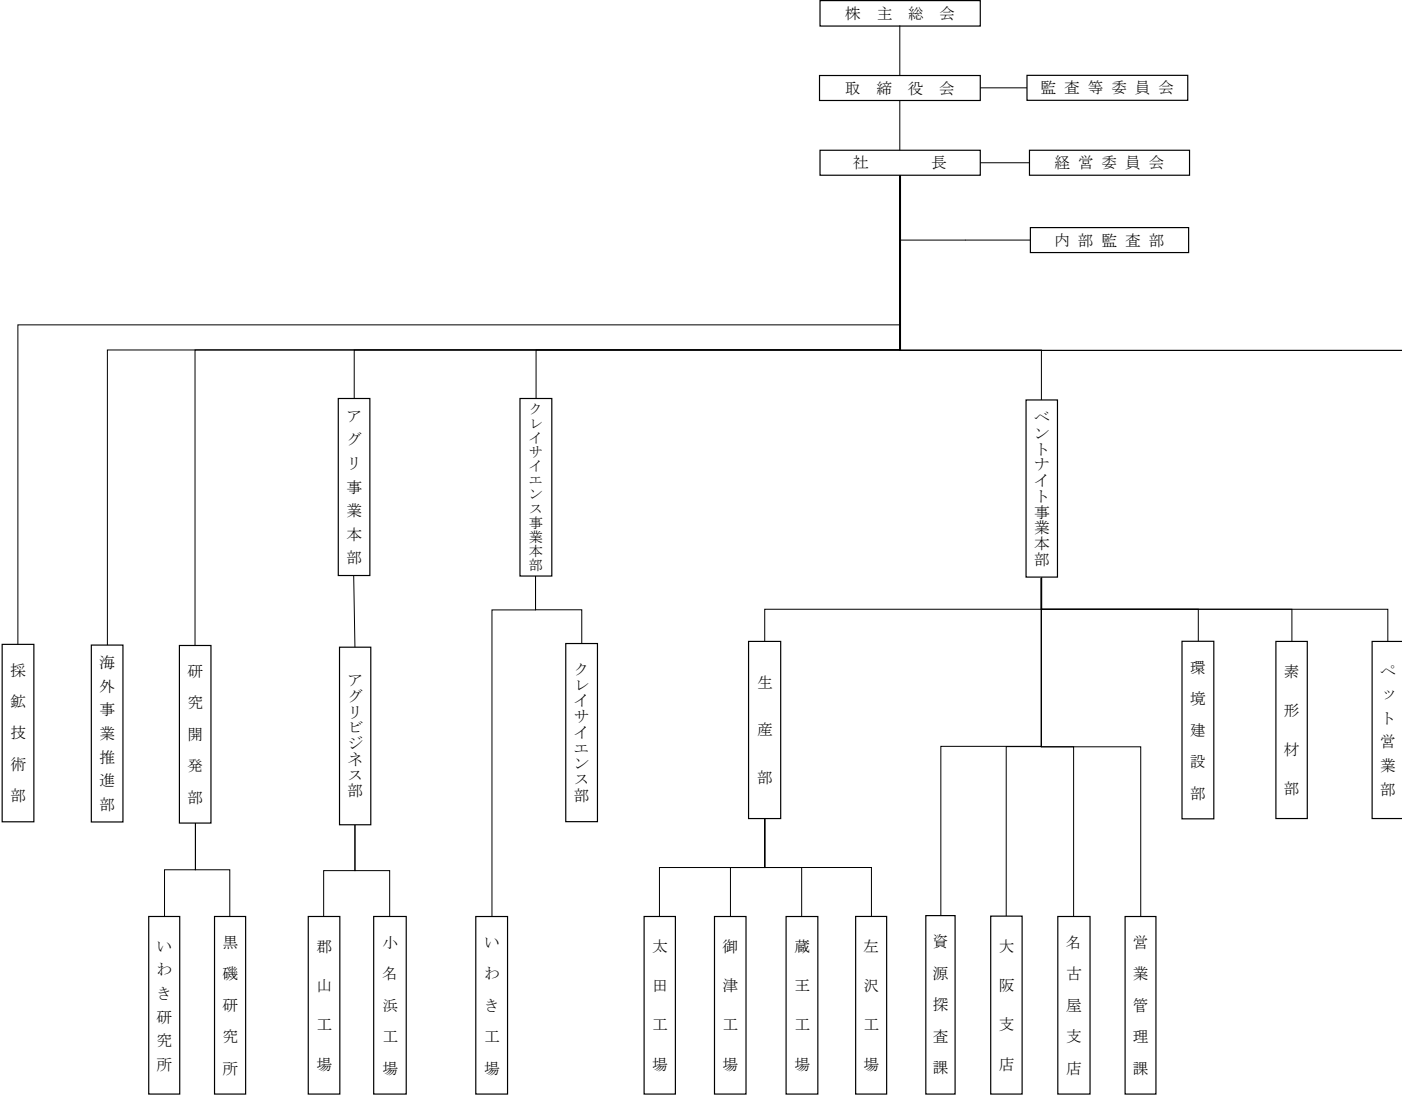 株主総会
取締役会
監査等委員会
社長
経営委員会
内部監査部
アグリ事業本部
クレイサイエンス事業本部
ベントナイト事業本部
採鉱技術部
海外事業推進部
研究開発部
アグリビジネス部
クレイサイエンス部
生産部
環境建設部
素形材部
ペット営業部
いわき研究所
黒磯研究所
郡山工場
小名浜工場
いわき工場
太田工場
御津工場
蔵王工場
左沢工場
資源探査課
大阪支店
名古屋支店
営業管理課